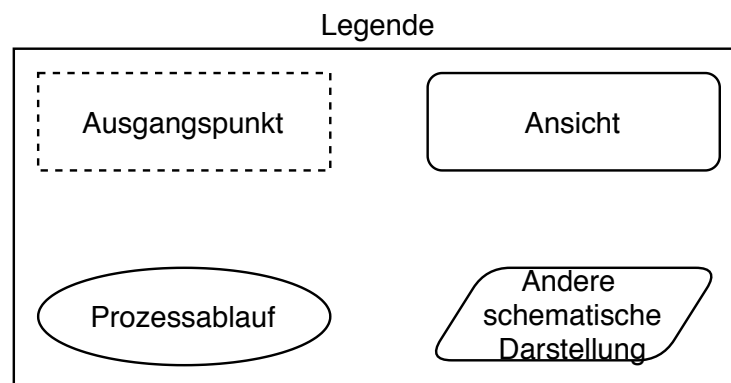 Legende
Ausgangspunkt
Ansicht
Prozessablauf
Andere
schematische
Darstellung